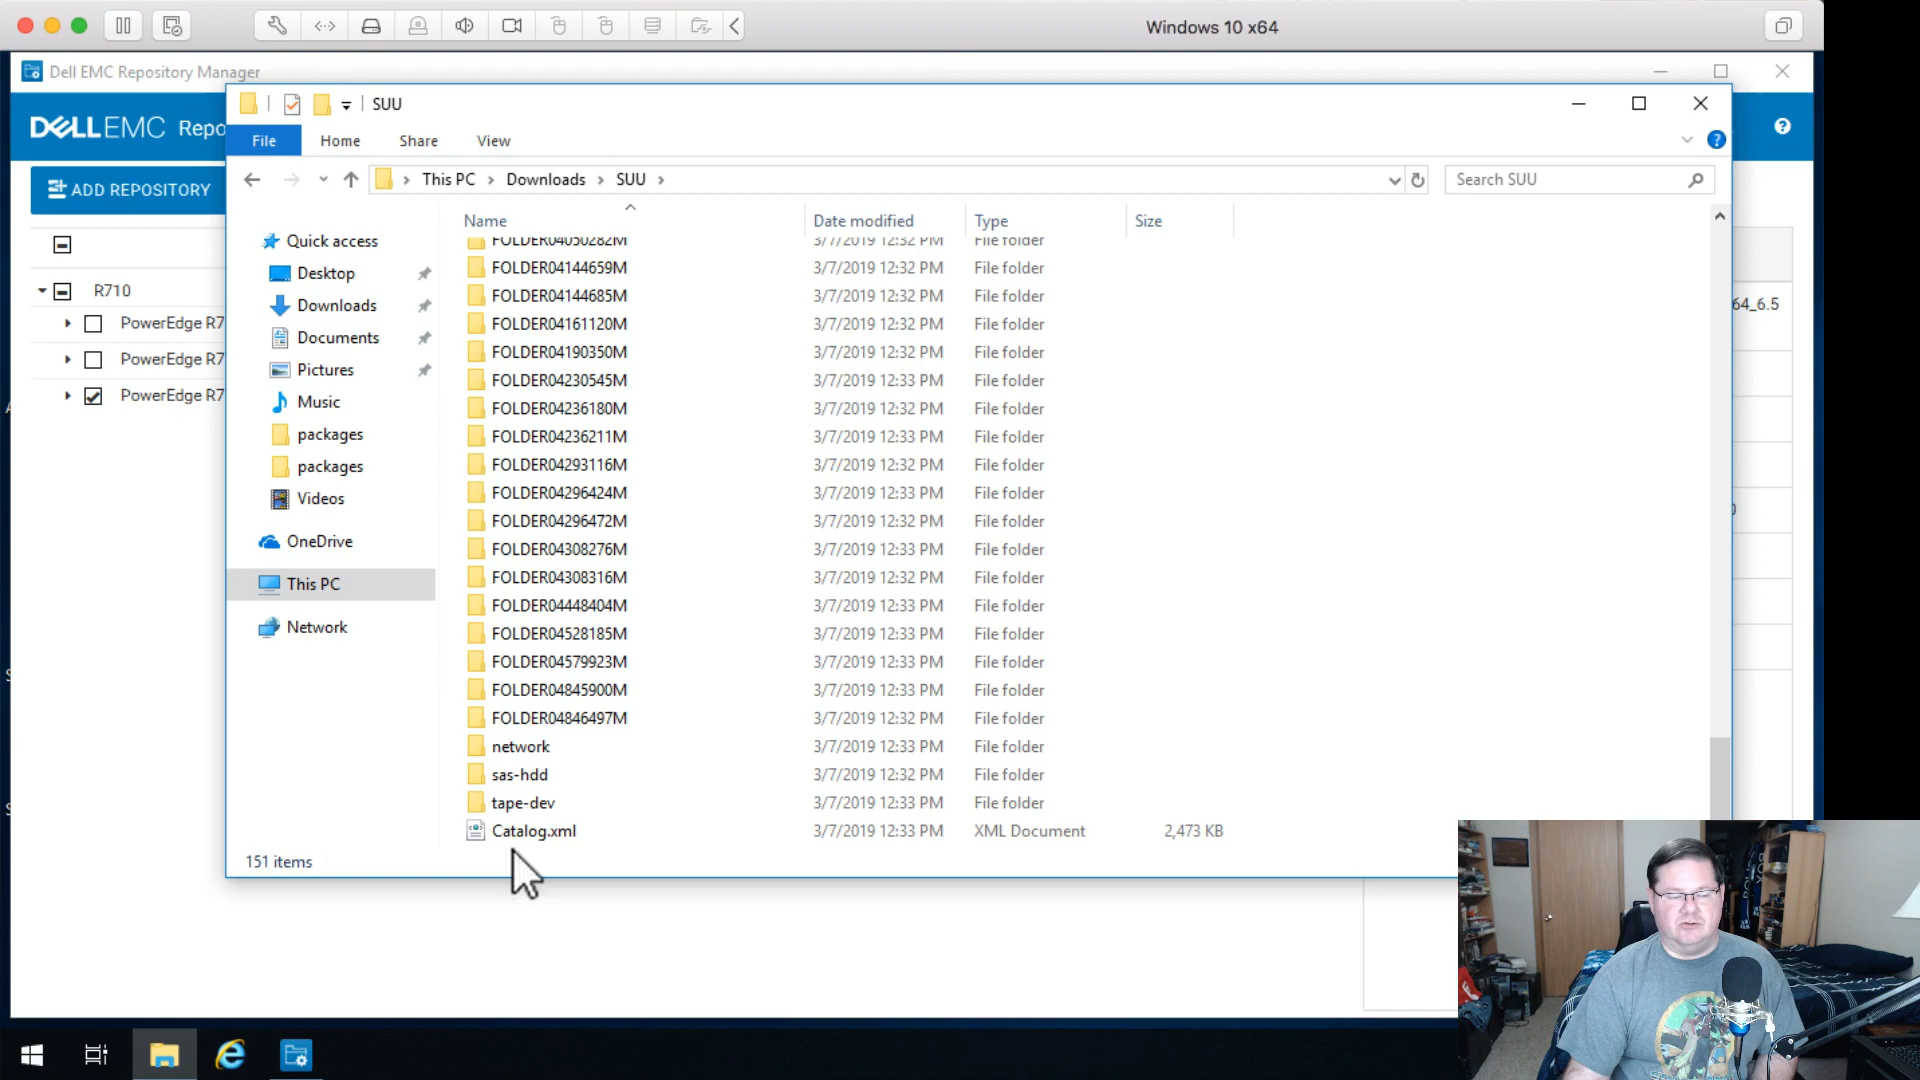 Windows 10 x64
Dell EMC Repository Manager
DELLEMC Repo
SUU
File Home Share View
ADD REPOSITORY
This PC Downloads SUU
Search SUU
Name Date modified Type Size
Quick access
Desktop
Downloads
Documents
Pictures
Music
packages
packages
Videos
OneDrive
This PC
Network
R710
PowerEdge R7
PowerEdge R7
PowerEdge R7
64_6.5
FOLDER04050282M 3/7/2019 12:32 PM File folder
FOLDER04144659M 3/7/2019 12:32 PM File folder
FOLDER04144685M 3/7/2019 12:32 PM File folder
FOLDER04161120M 3/7/2019 12:32 PM File folder
FOLDER04190350M 3/7/2019 12:32 PM File folder
FOLDER04230545M 3/7/2019 12:33 PM File folder
FOLDER04236180M 3/7/2019 12:32 PM File folder
FOLDER04236211M 3/7/2019 12:33 PM File folder
FOLDER04293116M 3/7/2019 12:32 PM File folder
FOLDER04296424M 3/7/2019 12:33 PM File folder
FOLDER04296472M 3/7/2019 12:32 PM File folder
FOLDER04308276M 3/7/2019 12:33 PM File folder
FOLDER04308316M 3/7/2019 12:32 PM File folder
FOLDER04448404M 3/7/2019 12:33 PM File folder
FOLDER04528185M 3/7/2019 12:33 PM File folder
FOLDER04579923M 3/7/2019 12:33 PM File folder
FOLDER04845900M 3/7/2019 12:33 PM File folder
FOLDER04846497M 3/7/2019 12:32 PM File folder
network 3/7/2019 12:33 PM File folder
sas-hdd 3/7/2019 12:32 PM File folder
tape-dev 3/7/2019 12:33 PM File folder
Catalog.xml 3/7/2019 12:33 PM XML Document 2,473 KB
151 items